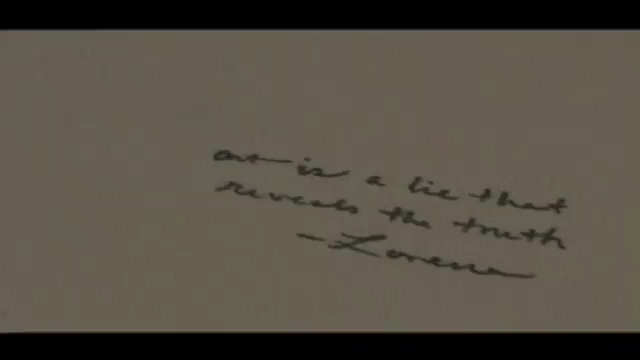 art is a lie that
reveals the truth
- Lorena